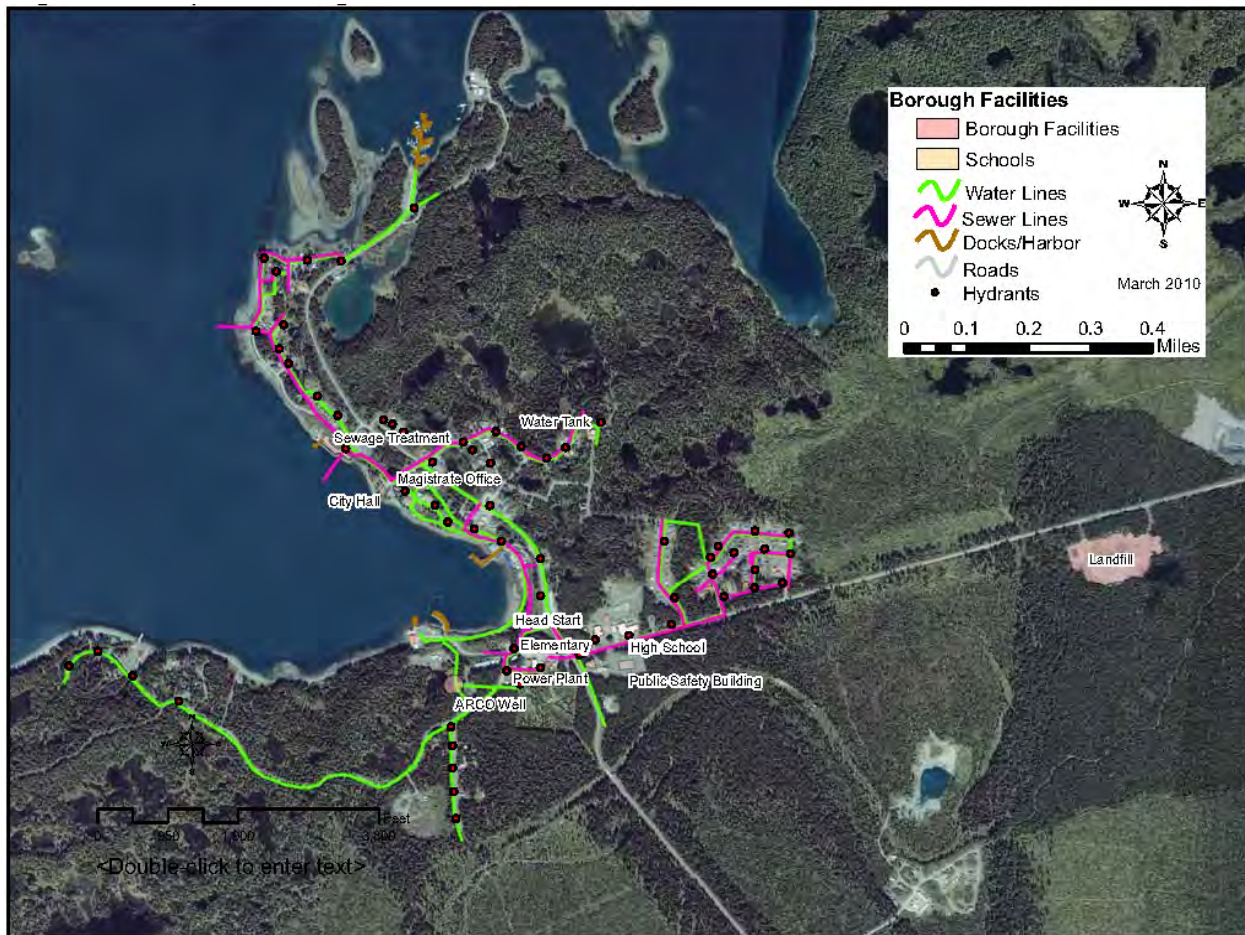 Borough Facilities
Borough Facilities
Schools
Water Lines
Sewer Lines
Docks/Harbor
Roads
Hydrants
N
W E
S
March 2010
0 0.1 0.2 0.3 0.4
Miles
Water Tank
Sewage Treatment
Magistrate Office
City Hall
Landfill
Head Start
Elementary
High School
Power Plant
Public Safety Building
ARCO Well
Feet
<Double-click to enter text>